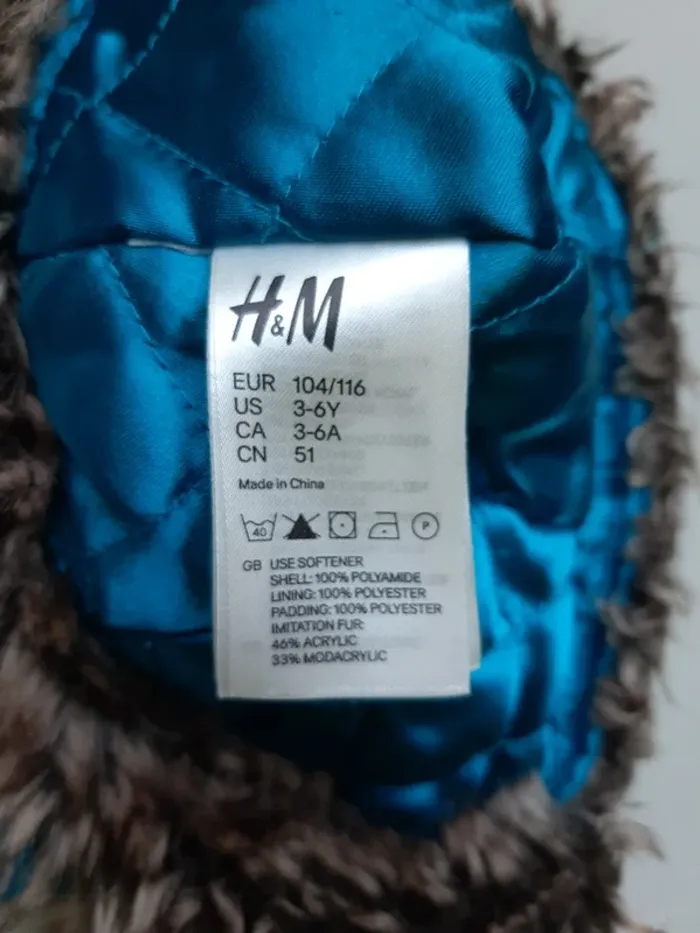 H&M
EUR 104/116
US 3-6Y
CA 3-6A
CN 51
Made in China
40 P
GB USE SOFTENER
SHELL: 100% POLYAMIDE
LINING: 100% POLYESTER
PADDING: 100% POLYESTER
IMITATION FUR:
46% ACRYLIC
33% MODACRYLIC